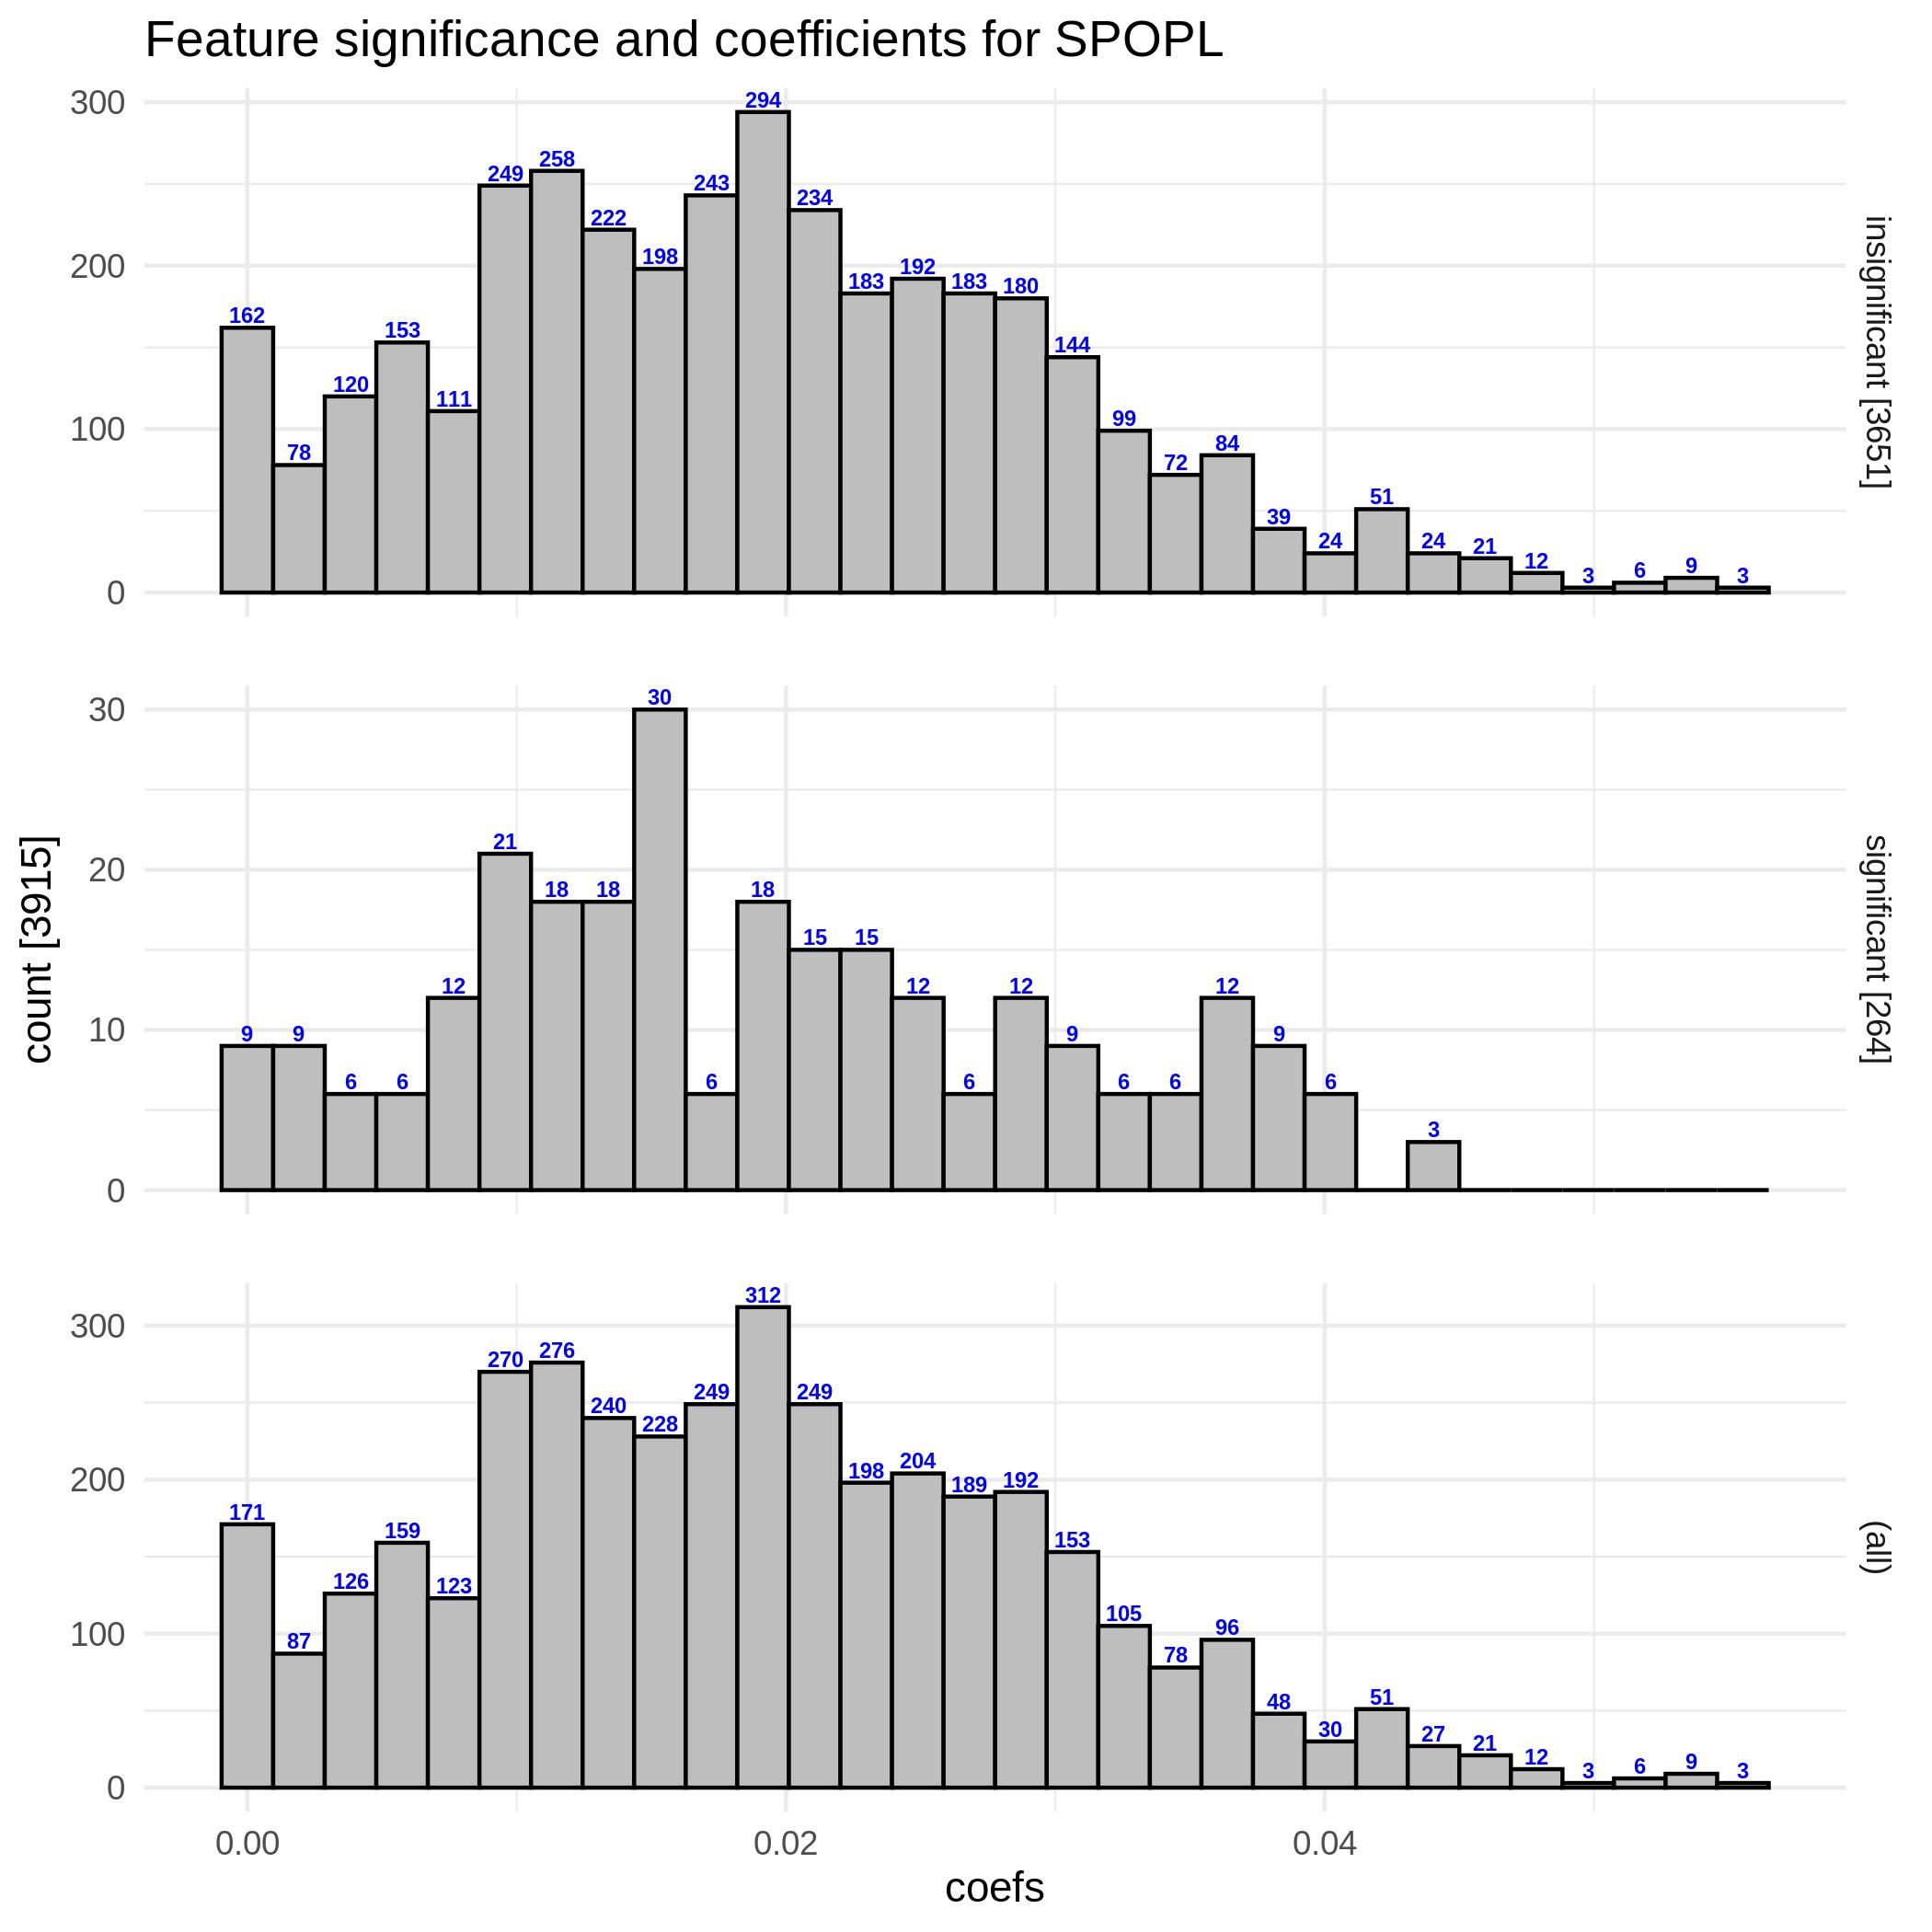 Feature significance and coefficients for SPOPL
300
200
100
0
162 78 120 153 111 249 258 222 198 243 294 234 183 192 183 180 144 99 72 84 39 24 51 24 21 12 3 6 9 3
insignificant [3651]
count [3915]
30
20
10
0
9 9 6 6 12 21 18 18 30 6 18 15 15 12 6 12 9 6 6 12 9 6 3
significant [264]
300
200
100
0
171 87 126 159 123 270 276 240 228 249 312 249 198 204 189 192 153 105 78 96 48 30 51 27 21 12 3 6 9 3
(all)
0.00 0.02 0.04
coefs